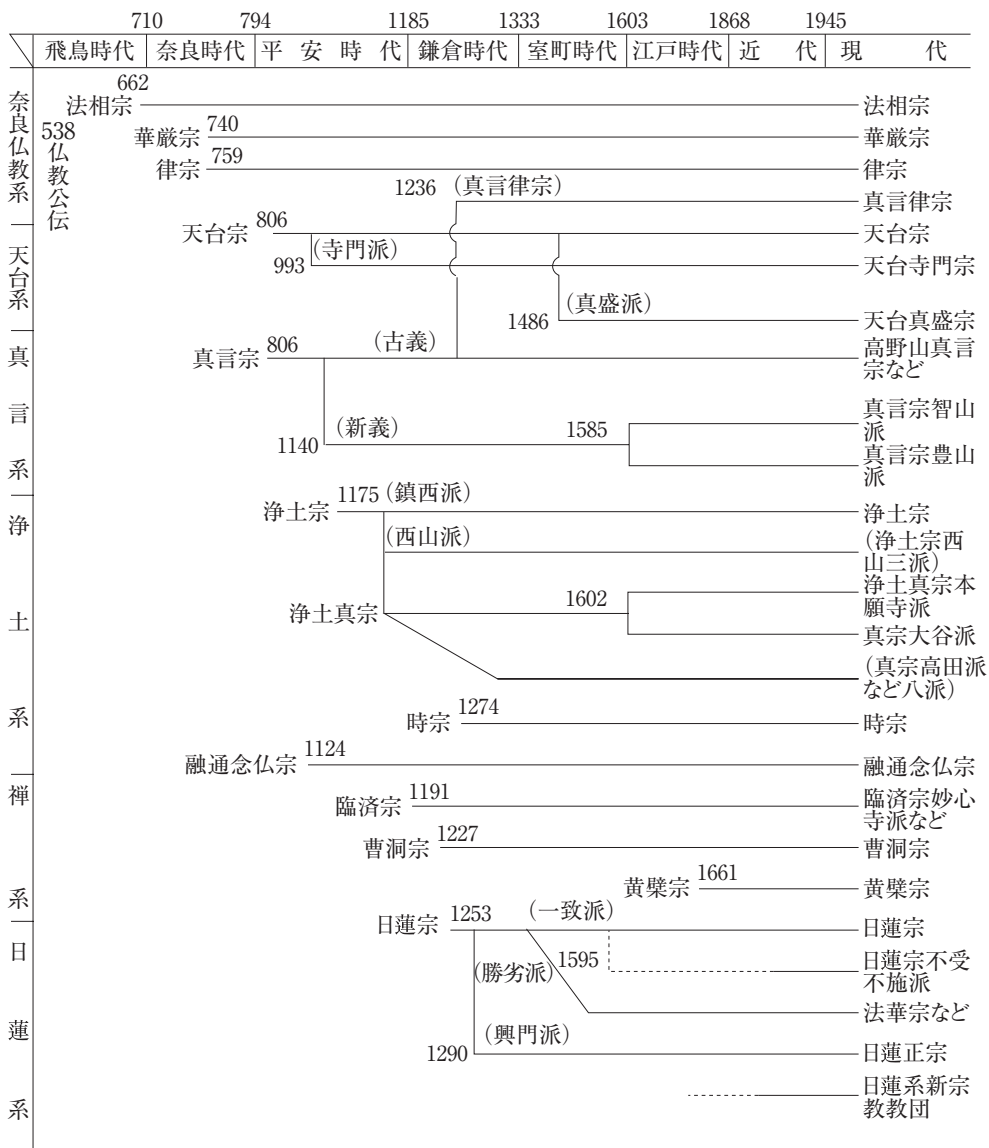 710 794 1185 1333 1603 1868 1945
飛鳥時代 奈良時代 平安時代 鎌倉時代 室町時代 江戸時代 近代 現代
奈良仏教系
538
仏教公伝
662
法相宗 法相宗
華厳宗 740 華厳宗
律宗 759 律宗
1236 (真言律宗)
真言律宗
天台系
天台宗 806 天台宗
(寺門派)
993 天台寺門宗
(真盛派)
1486 天台真盛宗
真言系
真言宗 806 (古義) 高野山真言
宗など
(新義)
1140 1585
真言宗智山
派
真言宗豊山
派
浄土系
浄土宗 1175 (鎮西派) 浄土宗
(西山派) (浄土宗西
山三派)
浄土真宗 1602
浄土真宗本
願寺派
真宗大谷派
(真宗高田派
など八派)
時宗 1274 時宗
融通念仏宗 1124 融通念仏宗
禅系
臨済宗 1191 臨済宗妙心
寺派など
曹洞宗 1227 曹洞宗
黄檗宗 1661 黄檗宗
日蓮系
日蓮宗 1253 (一致派) 日蓮宗
(勝劣派) 1595 日蓮宗不受
不施派
法華宗など
(興門派)
1290 日蓮正宗
日蓮系新宗
教教団